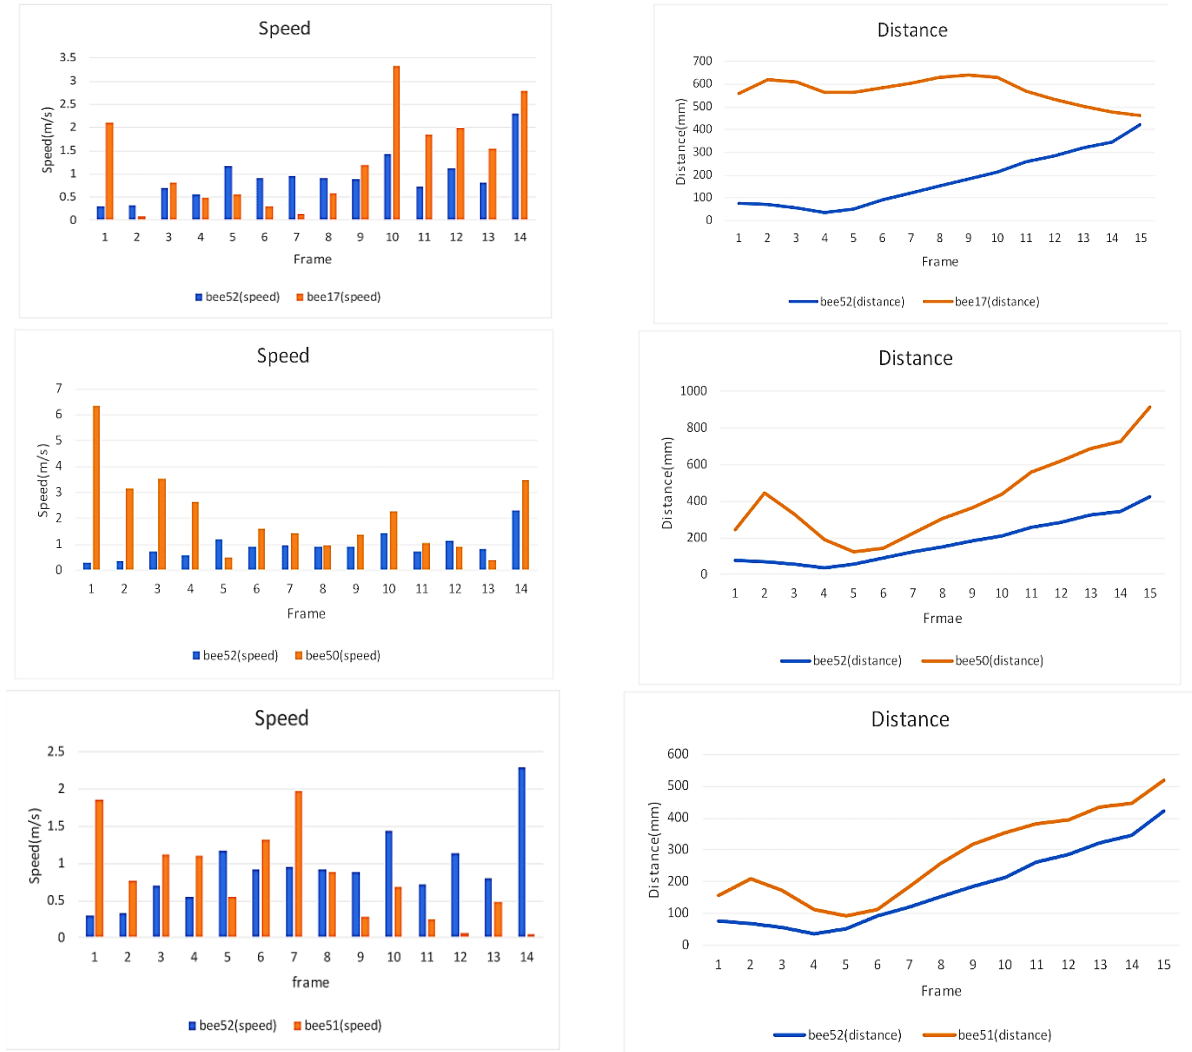 Speed
3.5
3
2.5
2
1.5
1
0.5
0
Speed(m/s)
1 2 3 4 5 6 7 8 9 10 11 12 13 14
Frame
bee52(speed) bee17(speed)
Distance
700
600
500
400
300
200
100
0
Distance(mm)
1 2 3 4 5 6 7 8 9 10 11 12 13 14 15
Frame
bee52(distance) bee17(distance)
Speed
7
6
5
4
3
2
1
0
Speed(m/s)
1 2 3 4 5 6 7 8 9 10 11 12 13 14
Frame
bee52(speed) bee50(speed)
Distance
1000
800
600
400
200
0
Distance(mm)
1 2 3 4 5 6 7 8 9 10 11 12 13 14 15
Frmae
bee52(distance) bee50(distance)
Speed
2.5
2
1.5
1
0.5
0
Speed(m/s)
1 2 3 4 5 6 7 8 9 10 11 12 13 14
frame
bee52(speed) bee51(speed)
Distance
600
500
400
300
200
100
0
Distance(mm)
1 2 3 4 5 6 7 8 9 10 11 12 13 14 15
Frame
bee52(distance) bee51(distance)